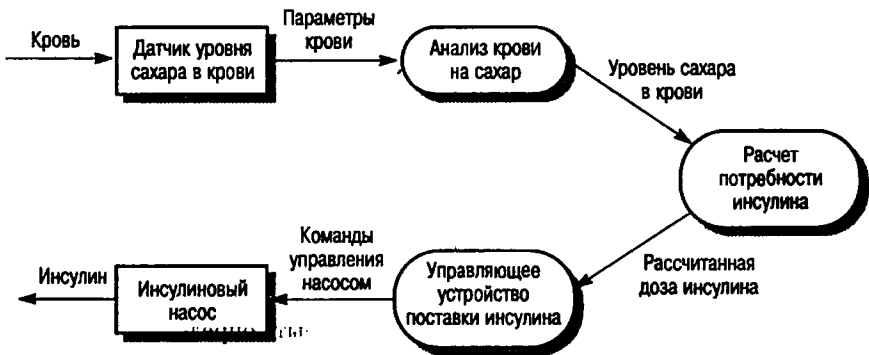 Кровь
Датчик уровня
сахара в крови
Параметры
крови
Анализ крови
на сахар
Уровень сахара
в крови
Расчет
потребности
инсулина
Рассчитанная
доза инсулина
Управляющее
устройство
поставки инсулина
Команды
управления
насосом
Инсулиновый
насос
Инсулин